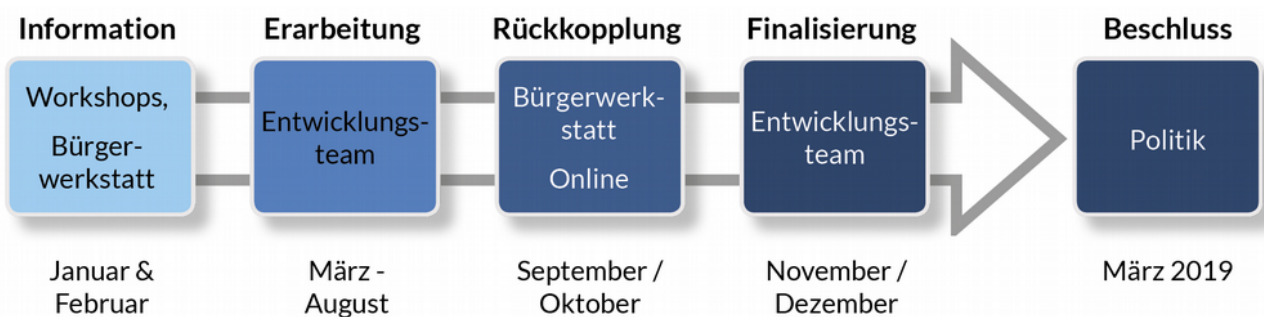 Information
Erarbeitung
Rückkopplung
Finalisierung
Beschluss
Workshops,
Bürger-
werkstatt
Entwicklungs-
team
Bürgerwerk-
statt
Online
Entwicklungs-
team
Politik
Januar &
Februar
März -
August
September /
Oktober
November /
Dezember
März 2019